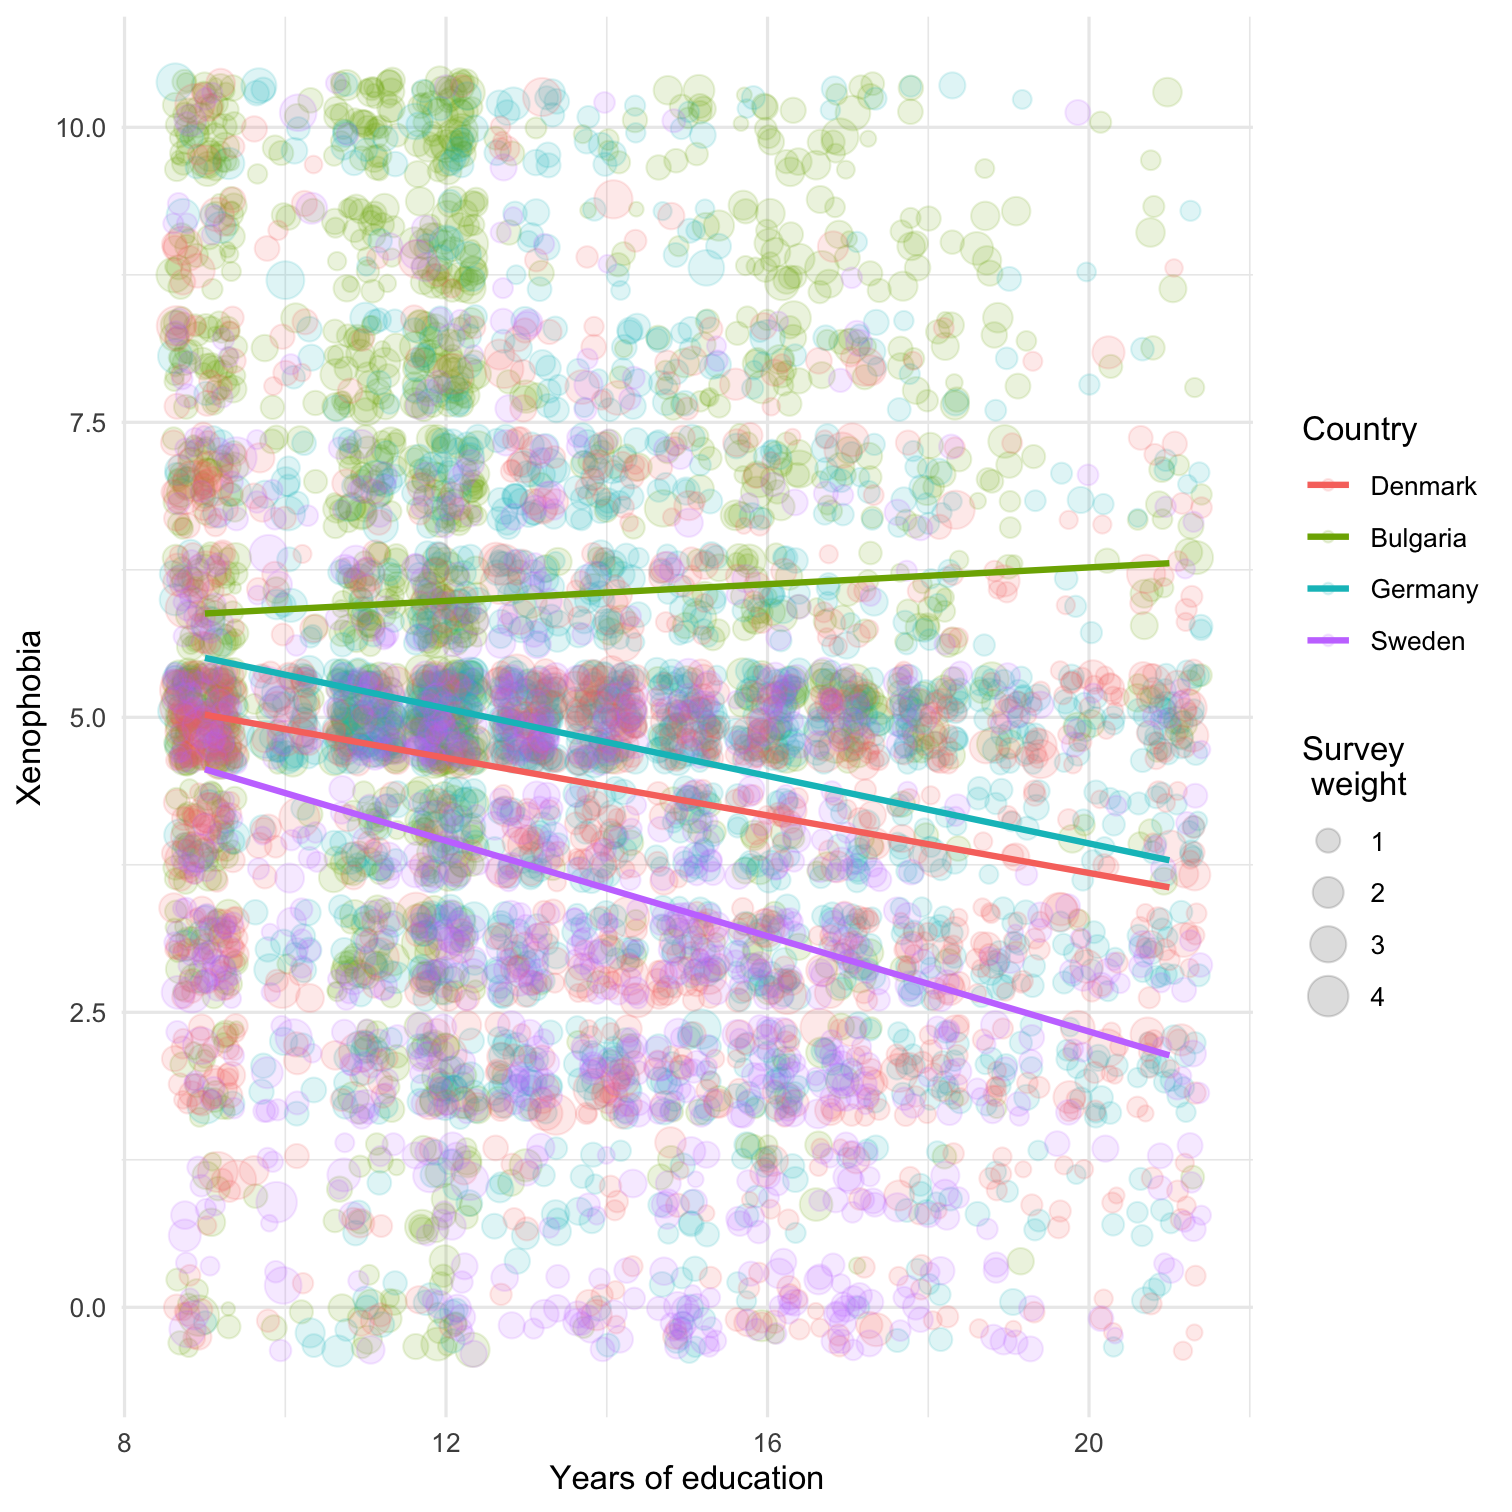 10.0
7.5
5.0
2.5
0.0
8
12
16
20
Years of education
Xenophobia
Country
Denmark
Bulgaria
Germany
Sweden
Survey
weight
1
2
3
4